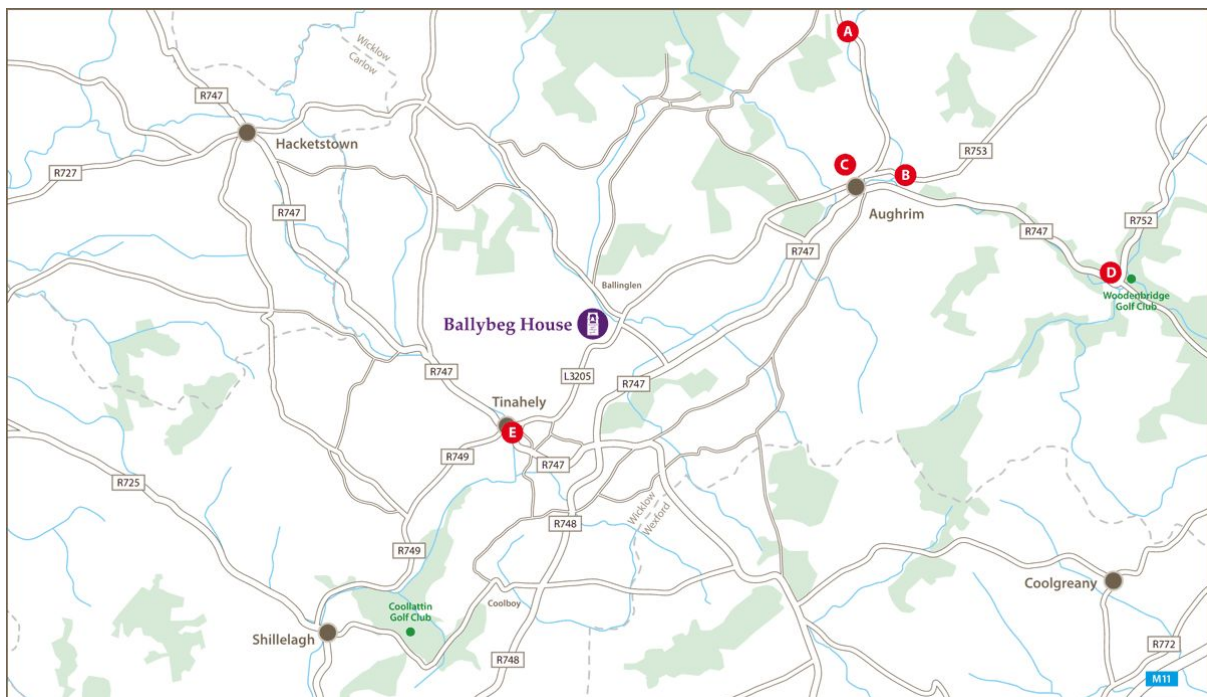 A
Wicklow
Carlow
R747
Hacketstown
C
R753
B
R727
Aughrim
R747
R752
R747
R747
D
Ballinglen
Woodenbridge
Golf Club
Ballybeg House
R747
L3205
R747
Tinahely
E
R749
R747
R725
Wicklow
Wexford
R748
R749
Coolgreany
Coollattin
Golf Club
Coolboy
Shillelagh
R748
R772
M11